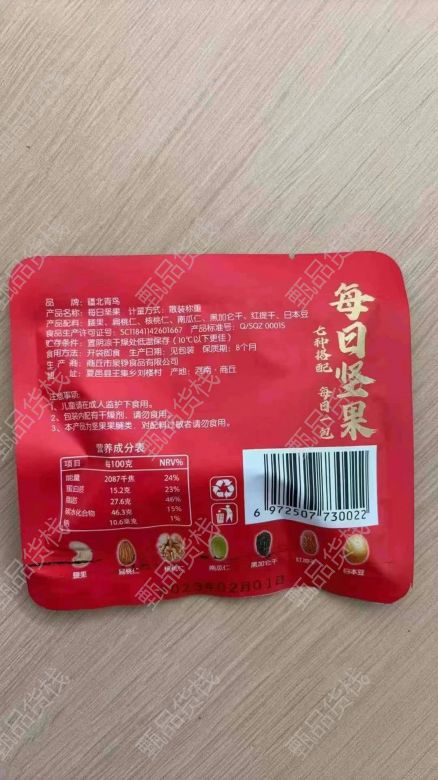 品 牌：疆北青鸟
产品名称：每日坚果 计量方式：散装称重
产品配料：腰果、扁桃仁、核桃仁、南瓜仁、黑加仑干、红提干、日本豆
食品生产许可证号：SC11841142601667 产品标准号：Q/SQZ 0001S
贮存条件：置阴凉干燥处低温保存（10℃以下更佳）
食用方法：开袋即食 生产日期：见包装 保质期：8个月
生 产 商：商丘市
地 址：夏邑县王集乡刘楼村 产地：河南·商丘
注意事项：
1、儿童请在成人监护下食用。
2、包装内配有干燥剂，请勿食用。
3、本产品为坚果果脯类，对配料过敏者请勿食用。
营养成分表
项目 每100克 NRV%
能量 2087千焦 24%
蛋白质 15.2克 23%
脂肪 27.6克 46%
碳水化合物 46.3克 15%
钠 10.6毫克 1%
每日坚果
七种搭配 每日一包
6 972507 730022
腰果 扁桃仁 核桃仁 南瓜仁 黑加仑干 红提干 日本豆
023年02月01日
甄品货栈